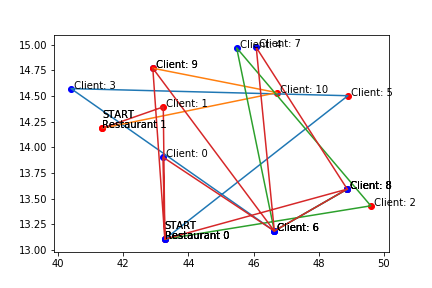 15.00
14.75
14.50
14.25
14.00
13.75
13.50
13.25
13.00
40
42
44
46
48
50
Client: 4
Client: 7
Client: 9
Client: 3
Client: 10
Client: 5
Client: 1
START
Restaurant 1
Client: 0
Client: 8
Client: 2
START
Restaurant 0
Client: 6